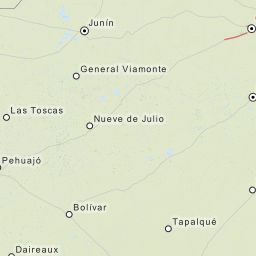 Junín
General Viamonte
Las Toscas
Nueve de Julio
Pehuajó
Bolívar
Tapalqué
Daireaux